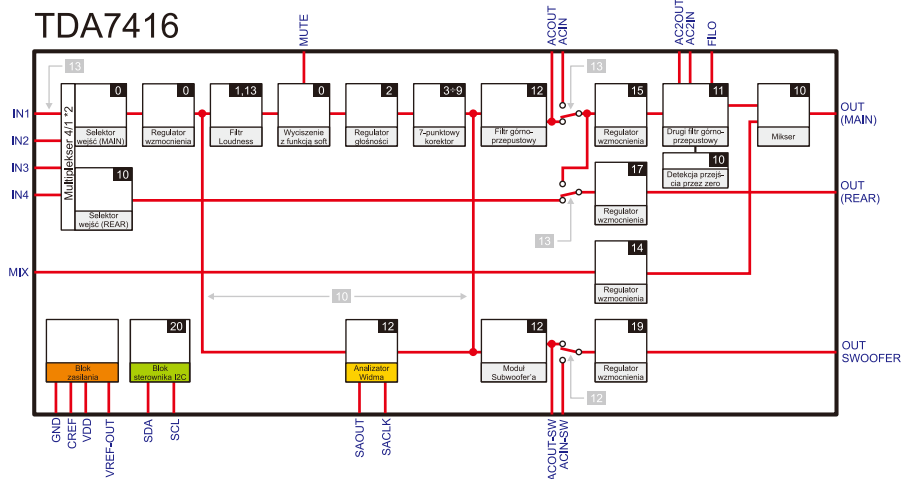 TDA7416
MUTE
ACOUT
ACIN
AC2OUT
AC2IN
FILO
13
IN1
IN2
IN3
IN4
MIX
Multiplekser 4/1 *2
0
Selektor
wejść (MAIN)
0
Regulator
wzmocnienia
1,13
Filtr
Loudness
0
Wyciszenie
z funkcją soft
2
Regulator
głośności
3÷9
7-punktowy
korektor
12
Filtr górno-
przepustowy
13
15
Regulator
wzmocnienia
11
Drugi filtr górno-
przepustowy
10
Detekcja przejś-
cia przez zero
10
Mikser
OUT
(MAIN)
10
Selektor
wejść (REAR)
13
17
Regulator
wzmocnienia
OUT
(REAR)
14
Regulator
wzmocnienia
10
Blok
zasilania
20
Blok
sterownika I2C
12
Analizator
Widma
12
Moduł
Subwoofer'a
12
19
Regulator
wzmocnienia
OUT
SWOOFER
GND
CREF
VDD
VREF-OUT
SDA
SCL
SAOUT
SACLK
ACOUT-SW
ACIN-SW